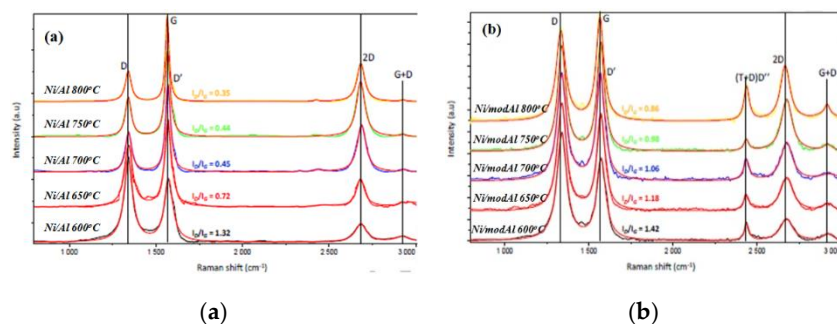 (a)
G
D
D'
2D
G+D
Ni/Al 800°C
I_D/I_G = 0.35
Ni/Al 750°C
I_D/I_G = 0.44
Ni/Al 700°C
I_D/I_G = 0.45
Ni/Al 650°C
I_D/I_G = 0.72
Ni/Al 600°C
I_D/I_G = 1.32
Intensity (a.u)
1 000
1 500
2 000
2 500
3 000
Raman shift (cm⁻¹)
(a)
(b)
D
G
D'
(T+D)D''
2D
G+D
Ni/modAl 800°C
I_D/I_G = 0.86
Ni/modAl 750°C
I_D/I_G = 0.98
Ni/modAl 700°C
I_D/I_G = 1.06
Ni/modAl 650°C
I_D/I_G = 1.18
Ni/modAl 600°C
I_D/I_G = 1.42
Intensity (a.u)
1 000
1 500
2 000
2 500
3 000
Raman shift (cm⁻¹)
(b)